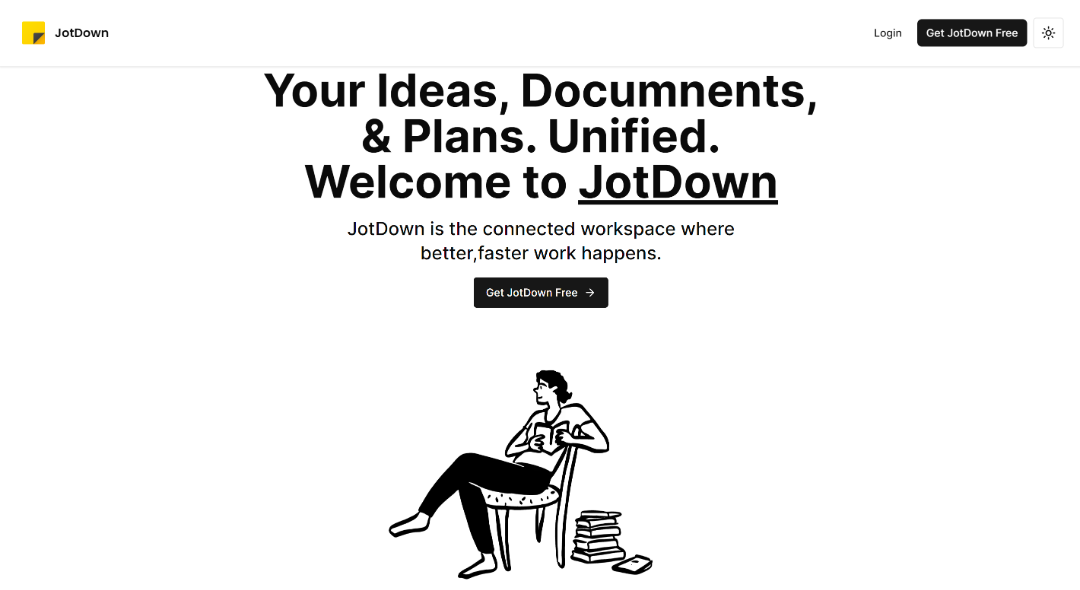 JotDown
Login
Get JotDown Free
Your Ideas, Documnents,
& Plans. Unified.
Welcome to JotDown
JotDown is the connected workspace where
better,faster work happens.
Get JotDown Free →